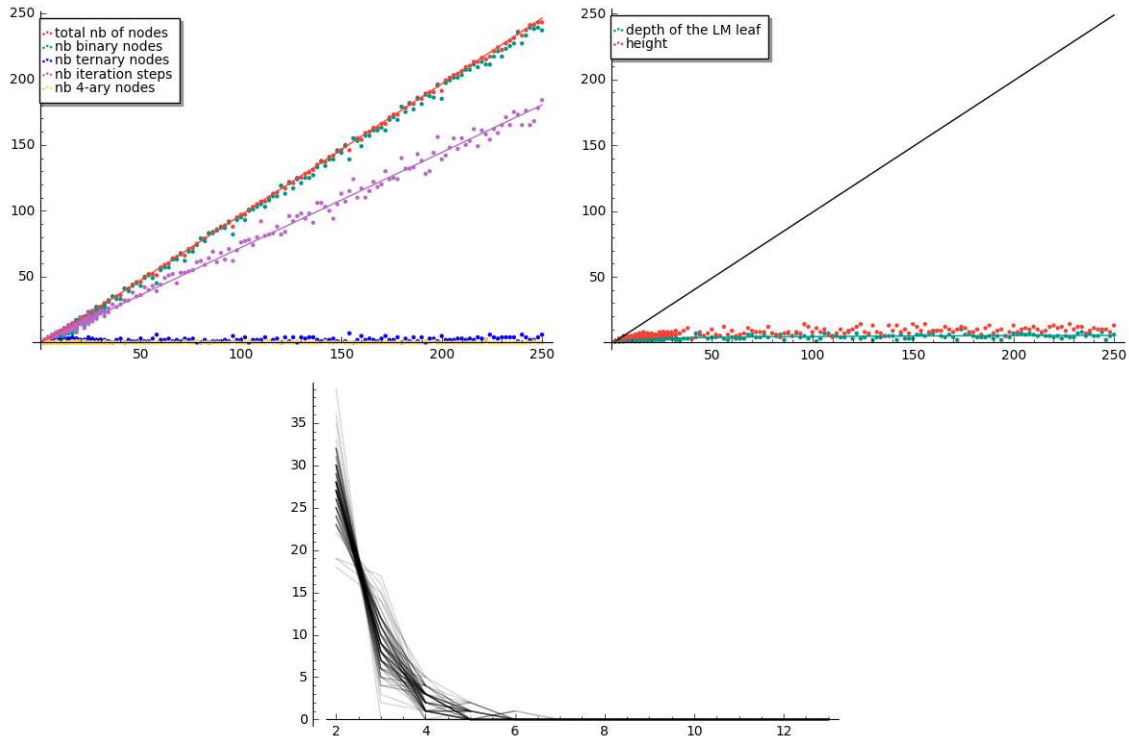 250
200
150
100
50
total nb of nodes
nb binary nodes
nb ternary nodes
nb iteration steps
nb 4-ary nodes
50 100 150 200 250
250
200
150
100
50
depth of the LM leaf
height
50 100 150 200 250
35
30
25
20
15
10
5
0
2 4 6 8 10 12